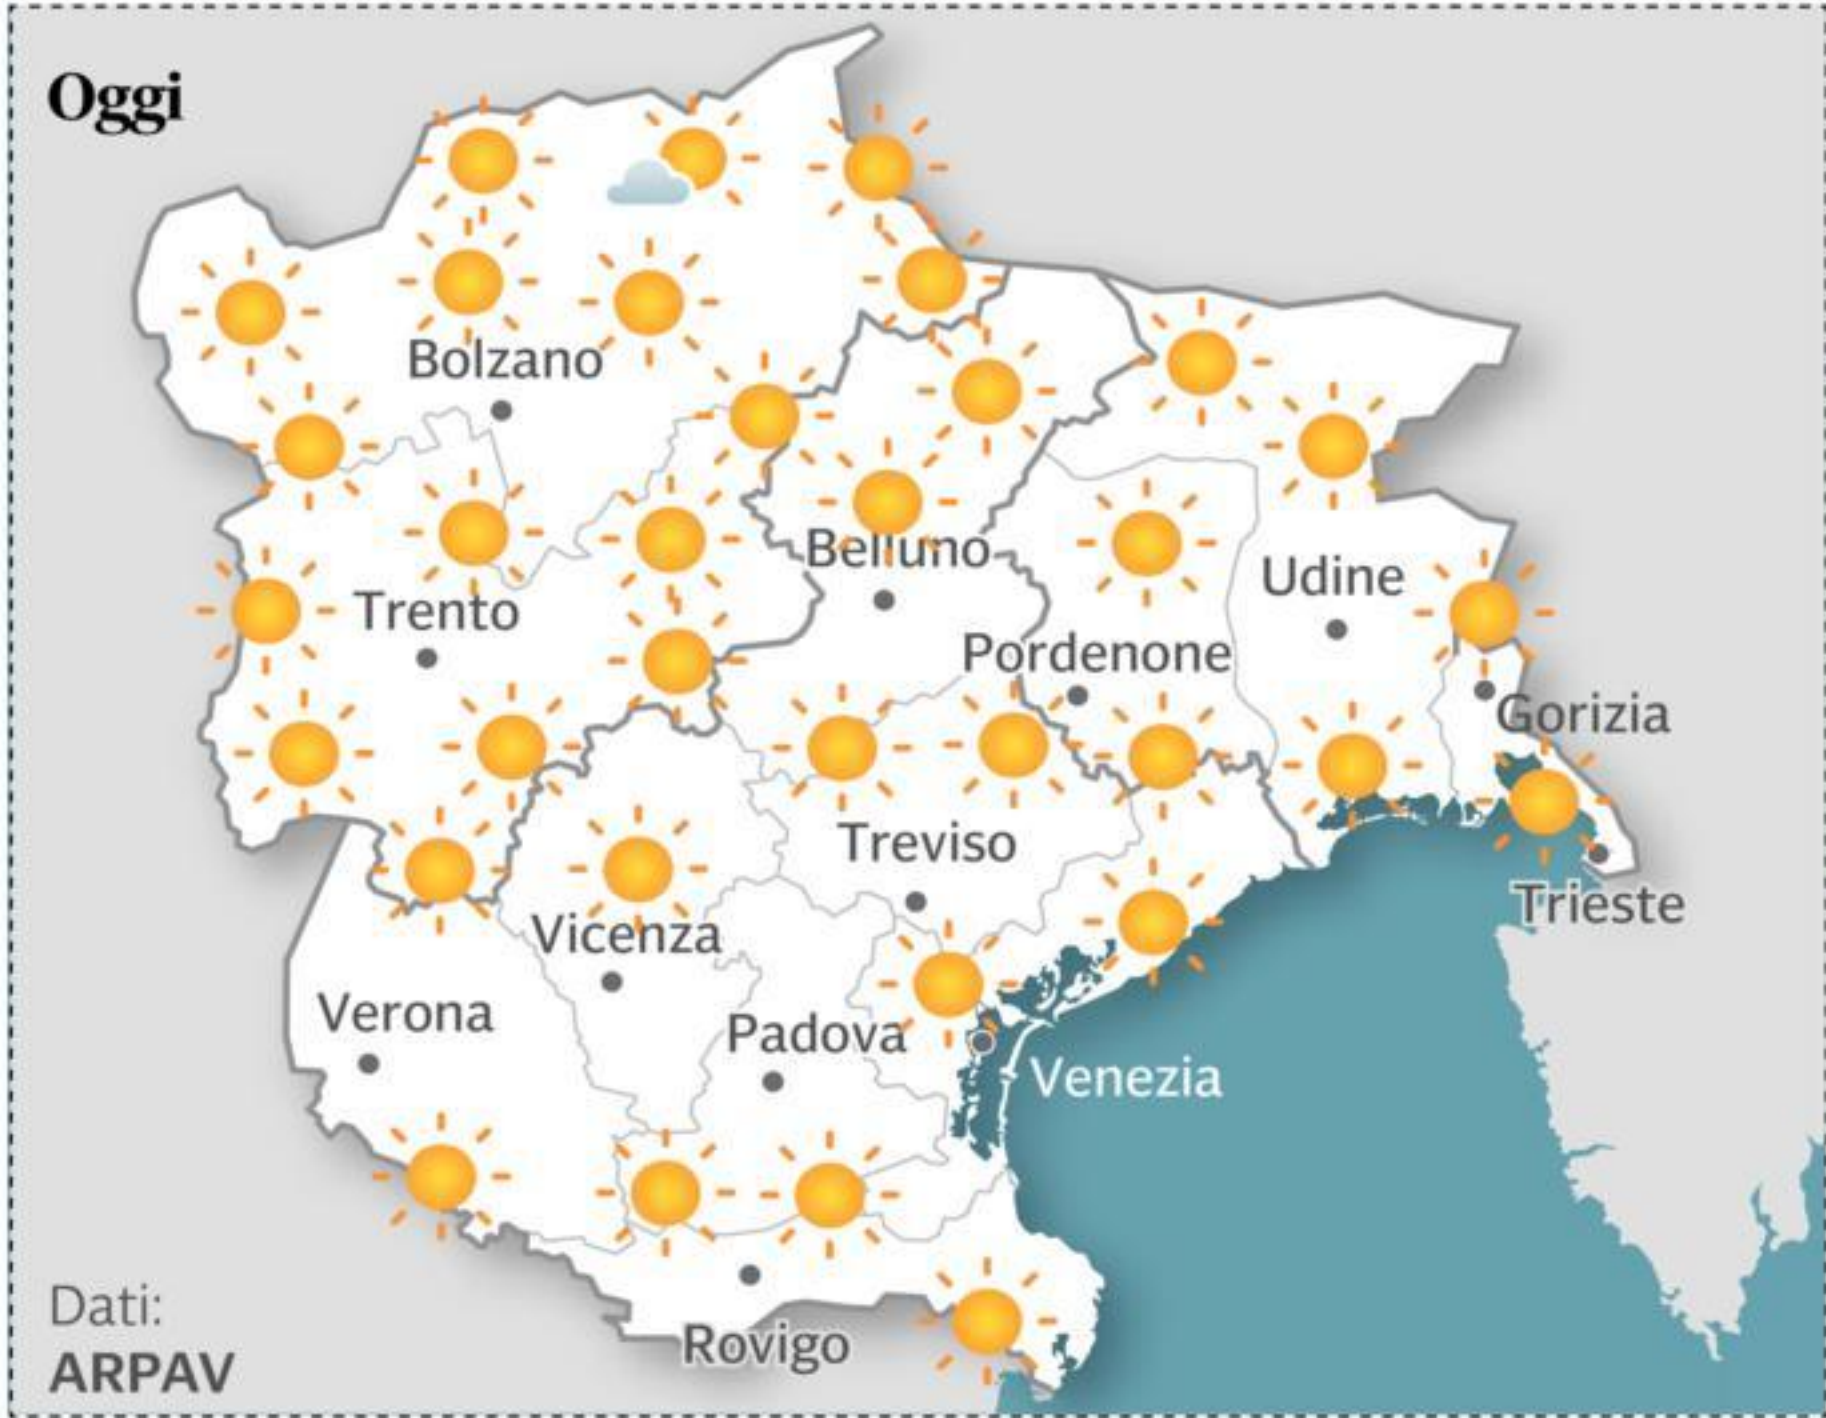 Oggi
Bolzano
Belluno
Udine
Trento
Pordenone
Gorizia
Treviso
Trieste
Vicenza
Verona
Padova
Venezia
Dati:
Rovigo
ARPAV